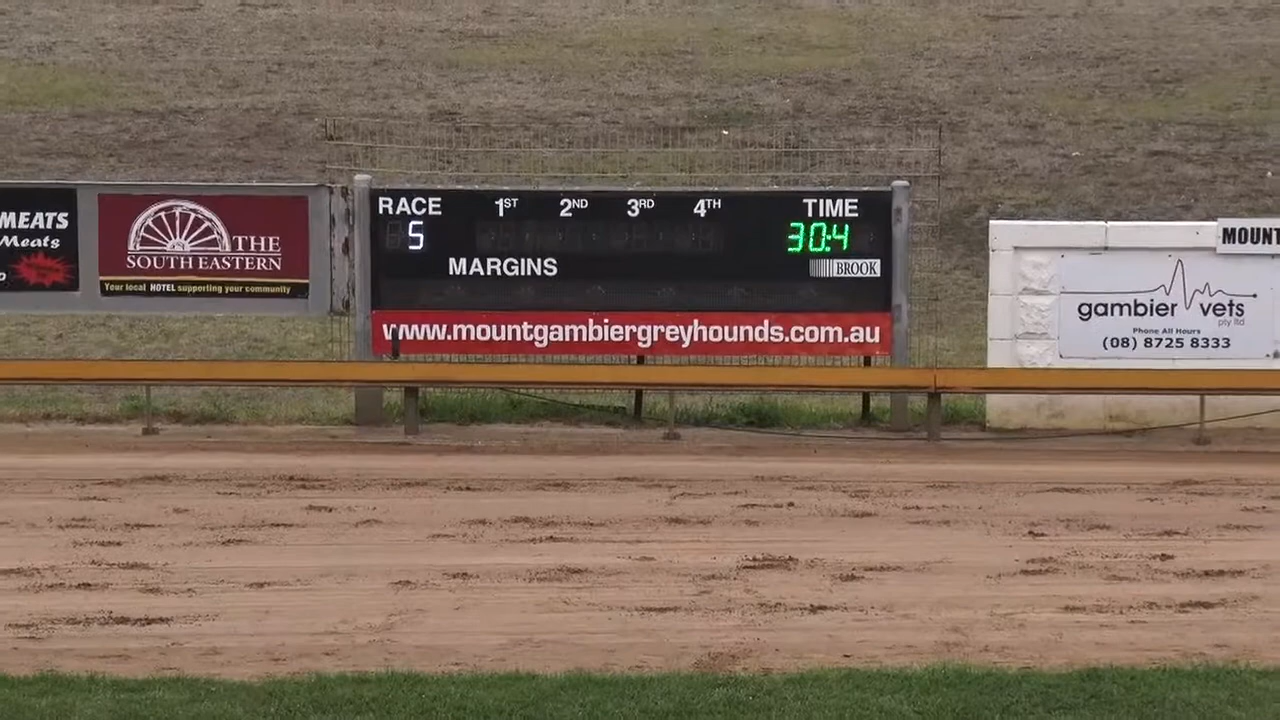 MEATS
Meats
THE
SOUTH EASTERN
Your local HOTEL supporting your community
RACE 1ST 2ND 3RD 4TH TIME
5 30:4
MARGINS
BROOK
www.mountgambiergreyhounds.com.au
MOUNT
gambier vets
pty ltd
Phone All Hours
(08) 8725 8333